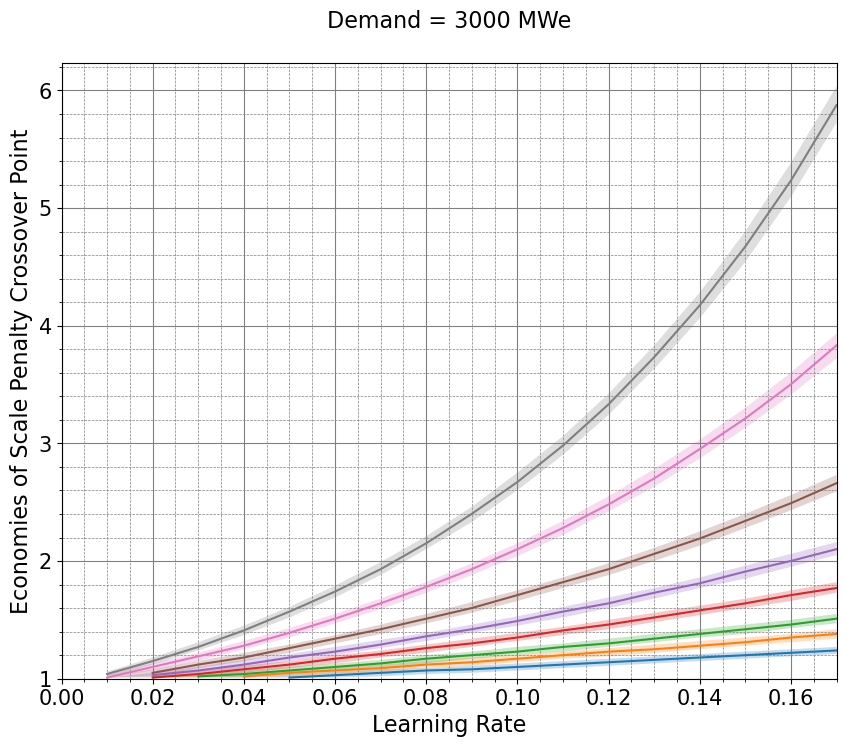 Demand = 3000 MWe
Economies of Scale Penalty Crossover Point
6
5
4
3
2
1
0.00 0.02 0.04 0.06 0.08 0.10 0.12 0.14 0.16
Learning Rate